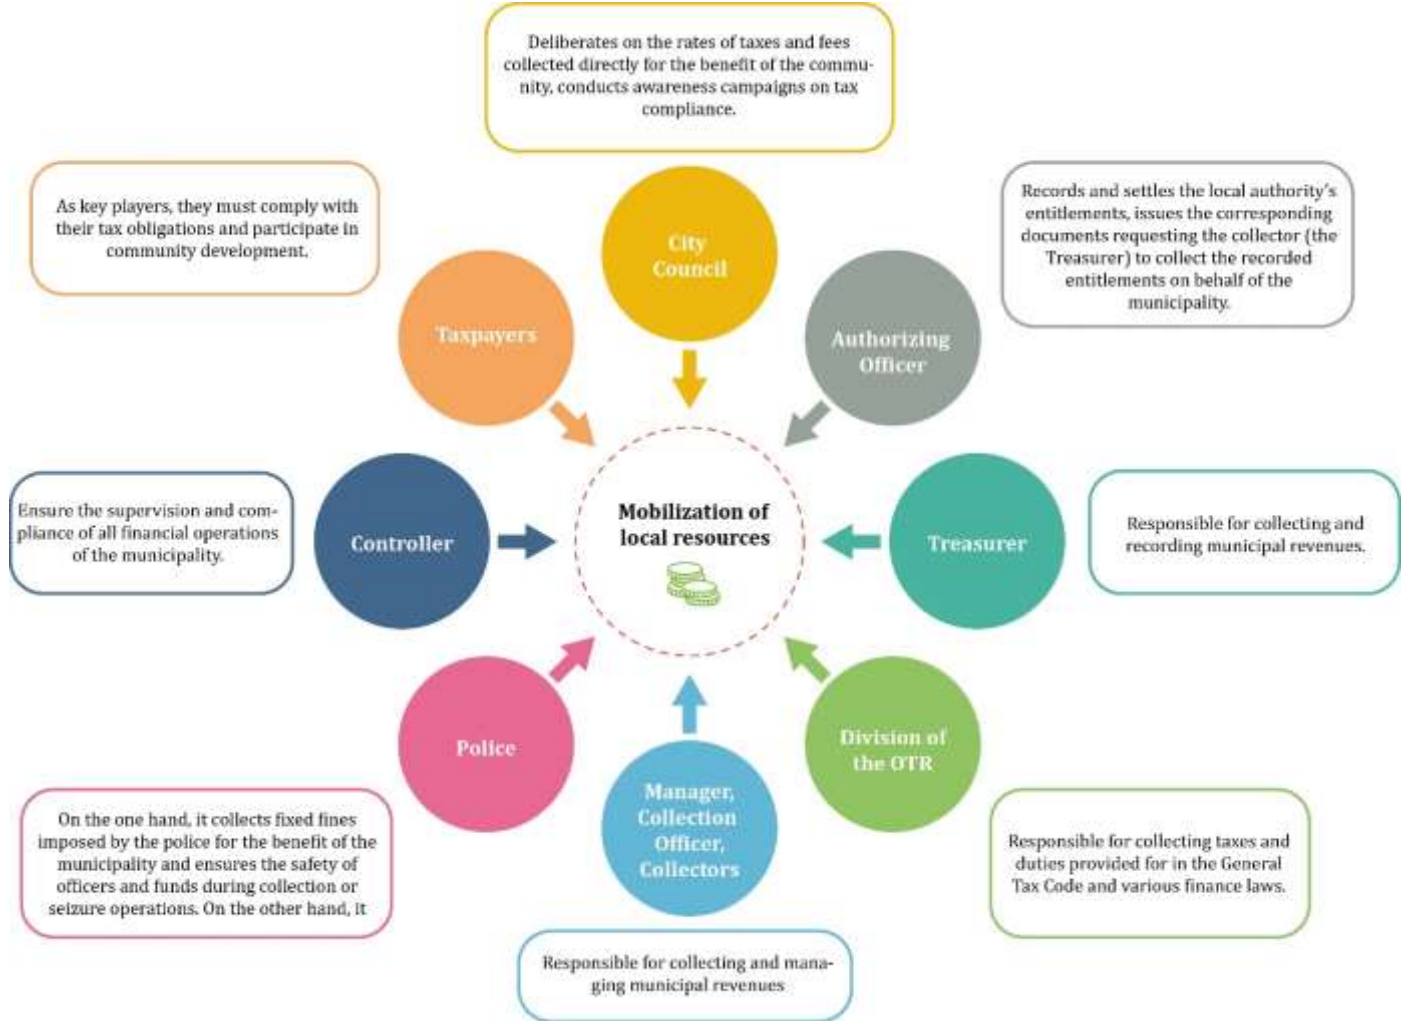 Deliberates on the rates of taxes and fees
collected directly for the benefit of the commu-
nity, conducts awareness campaigns on tax
compliance.
City
Council
Records and settles the local authority's
entitlements, issues the corresponding
documents requesting the collector (the
Treasurer) to collect the recorded
entitlements on behalf of the
municipality.
Authorizing
Officer
Responsible for collecting and
recording municipal revenues.
Treasurer
Division of
the OTR
Responsible for collecting taxes and
duties provided for in the General
Tax Code and various finance laws.
Manager,
Collection
Officer,
Collectors
Responsible for collecting and mana-
ging municipal revenues
Police
On the one hand, it collects fixed fines
imposed by the police for the benefit of the
municipality and ensures the safety of
officers and funds during collection or
seizure operations. On the other hand, it
Controller
Ensure the supervision and com-
pliance of all financial operations
of the municipality.
As key players, they must comply with
their tax obligations and participate in
community development.
Taxpayers
Mobilization of
local resources